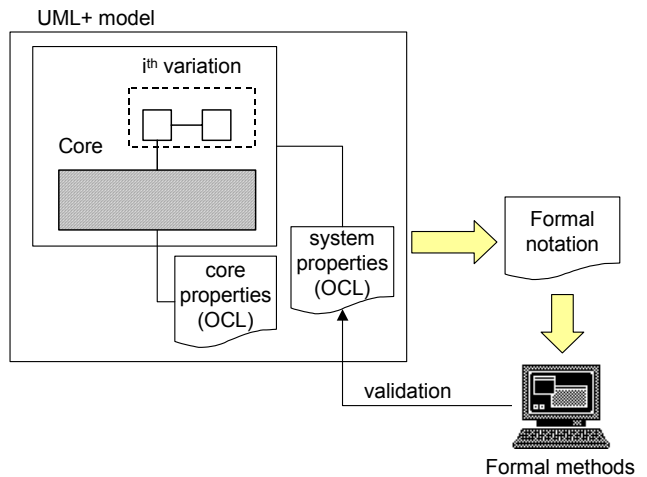 UML+ model
iᵗʰ variation
Core
system
properties
(OCL)
core
properties
(OCL)
Formal
notation
validation
Formal methods